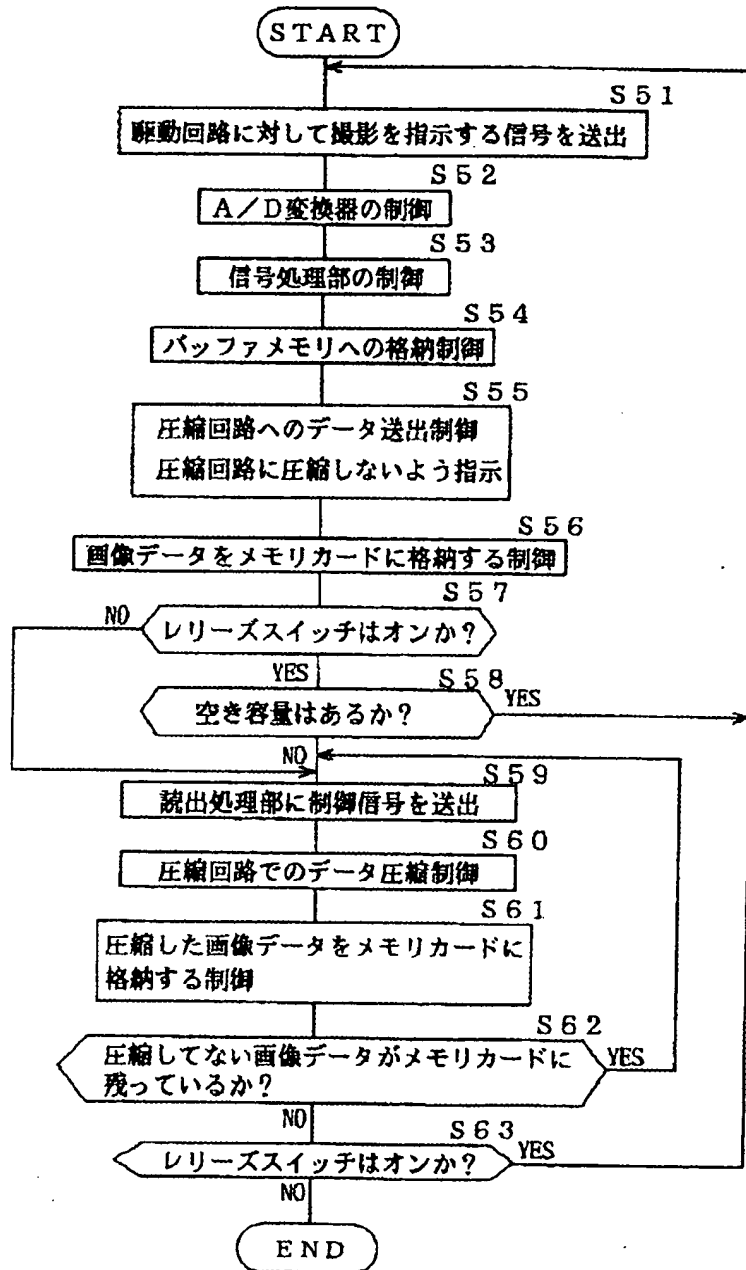 START
S51
駆動回路に対して撮影を指示する信号を送出
S52
A/D変換器の制御
S53
信号処理部の制御
S54
バッファメモリへの格納制御
S55
圧縮回路へのデータ送出制御
圧縮回路に圧縮しないよう指示
S56
画像データをメモリカードに格納する制御
S57
NO
レリーズスイッチはオンか?
YES
S58
YES
空き容量はあるか?
NO
S59
読出処理部に制御信号を送出
S60
圧縮回路でのデータ圧縮制御
S61
圧縮した画像データをメモリカードに
格納する制御
S62
圧縮してない画像データがメモリカードに
残っているか?
YES
NO
S63
レリーズスイッチはオンか?
YES
NO
END